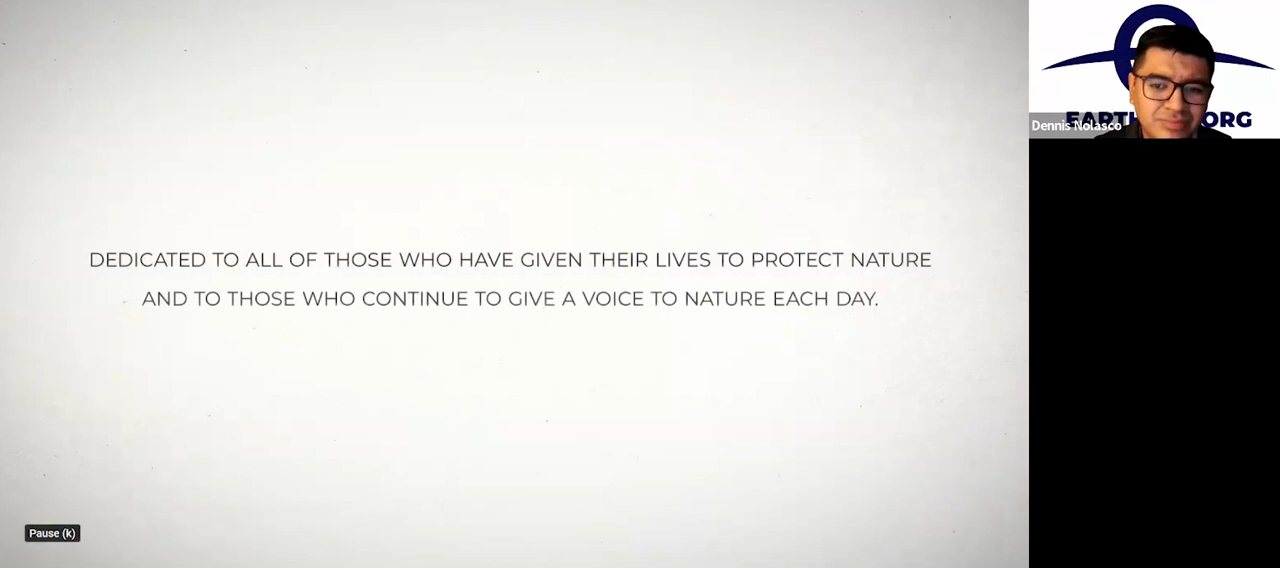 DEDICATED TO ALL OF THOSE WHO HAVE GIVEN THEIR LIVES TO PROTECT NATURE
AND TO THOSE WHO CONTINUE TO GIVE A VOICE TO NATURE EACH DAY.
Dennis Nolasco
ORG
Pause (k)